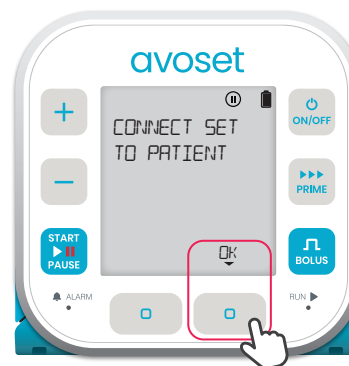 avoset
CONNECT SET
TO PATIENT
OK
ON/OFF
PRIME
START
PAUSE
BOLUS
ALARM
RUN